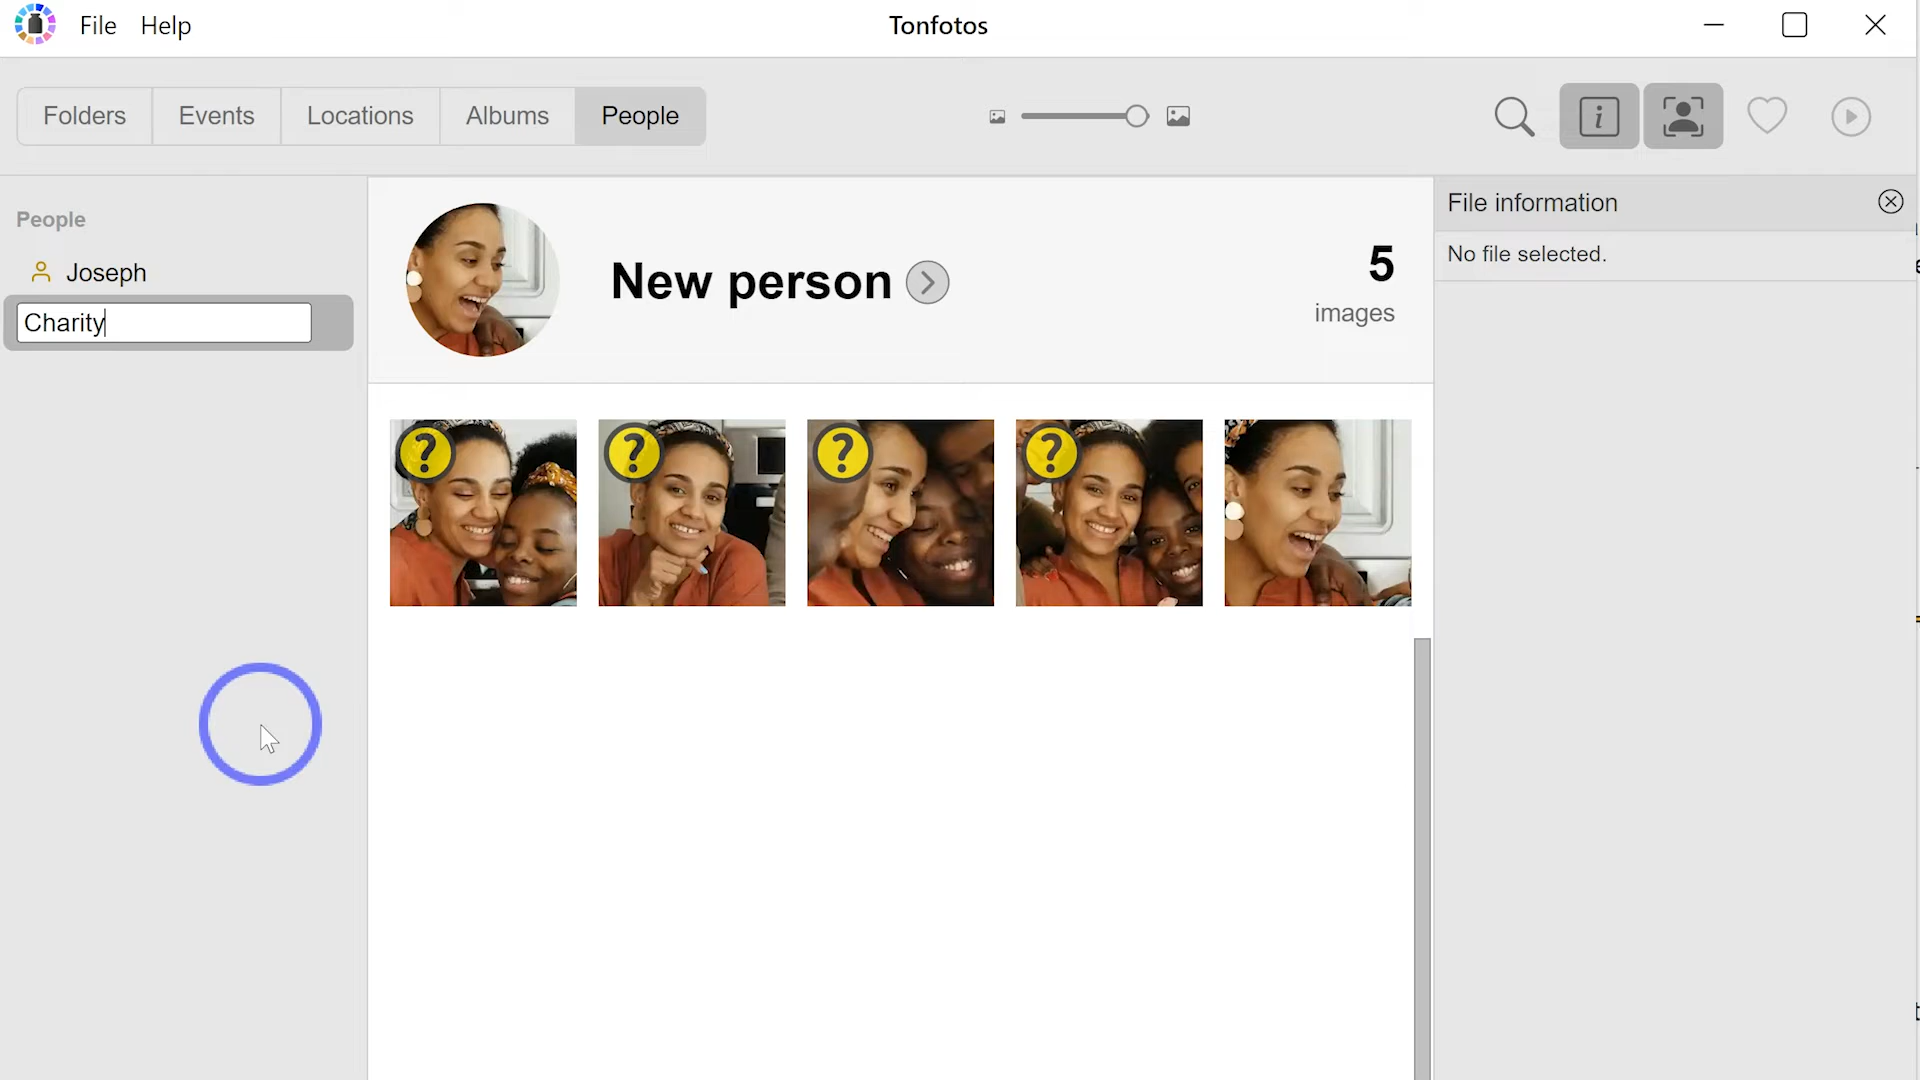 File Help
Tonfotos
Folders Events Locations Albums People
People
Joseph
Charity
New person
5
images
File information
No file selected.
? ? ? ?